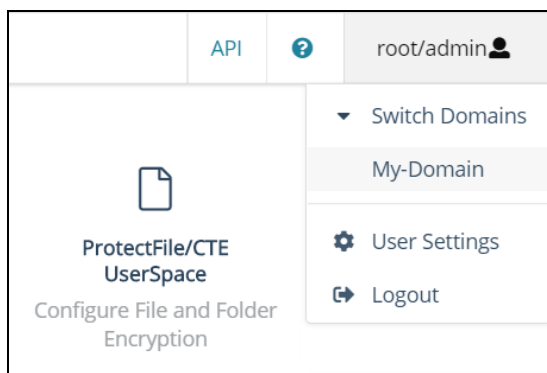 API
?
root/admin
Switch Domains
My-Domain
User Settings
Logout
ProtectFile/CTE
UserSpace
Configure File and Folder
Encryption